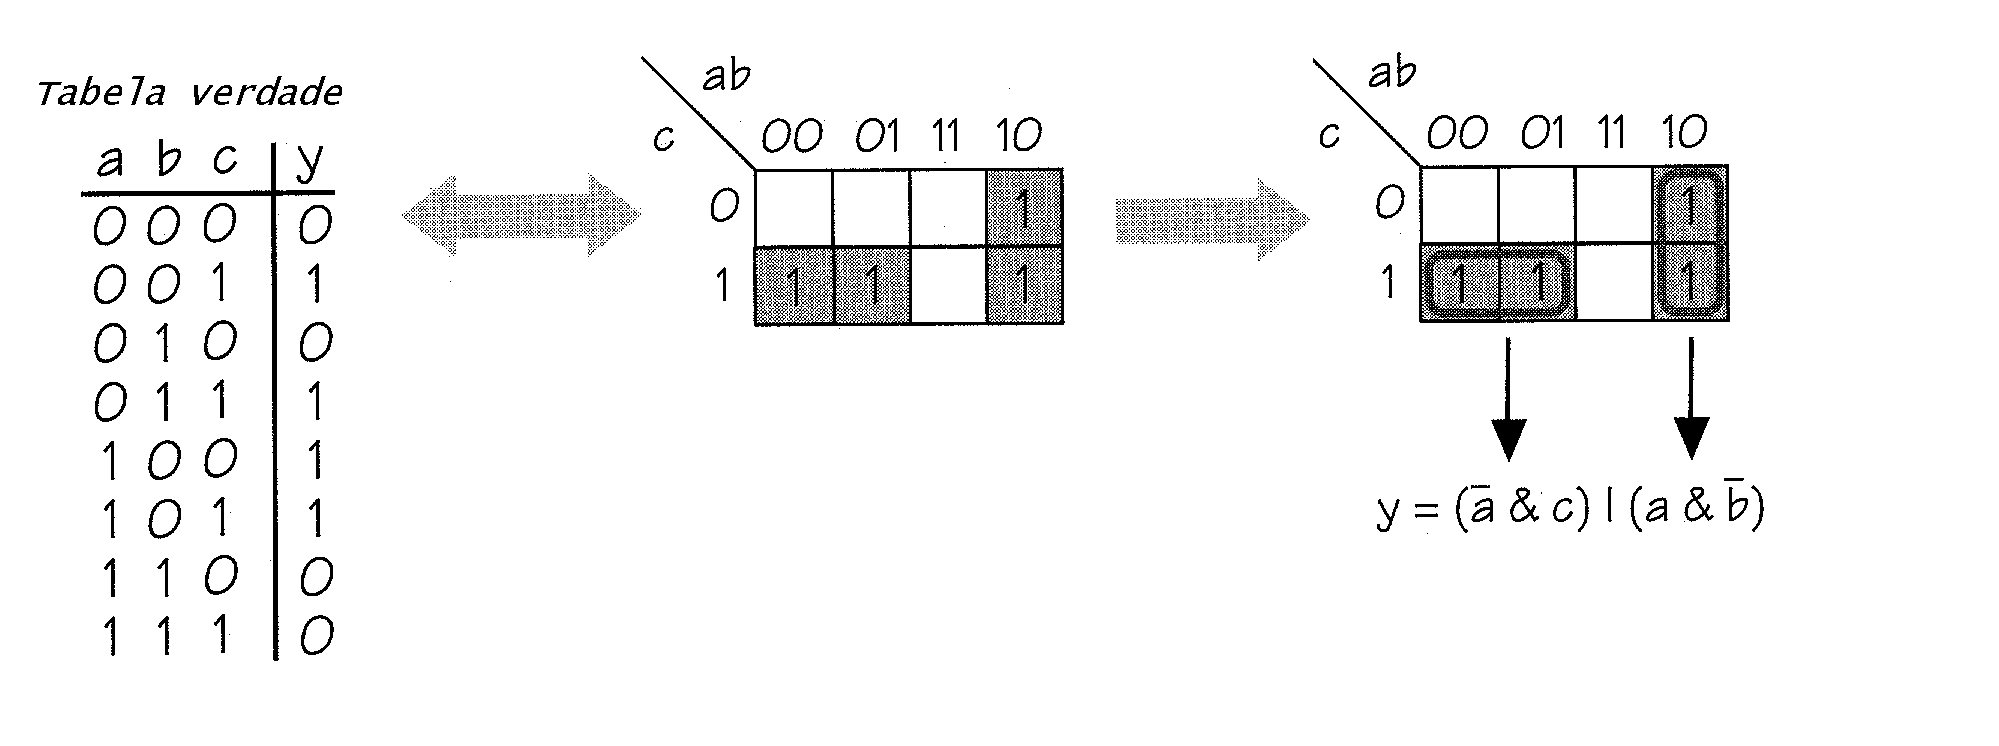 Tabela verdade
a b c y
0 0 0 0
0 0 1 1
0 1 0 0
0 1 1 1
1 0 0 1
1 0 1 1
1 1 0 0
1 1 1 0
ab
c 00 01 11 10
0 1
1 1 1 1
ab
c 00 01 11 10
0 1
1 1 1 1
y = (a̅ & c) | (a & b̅)